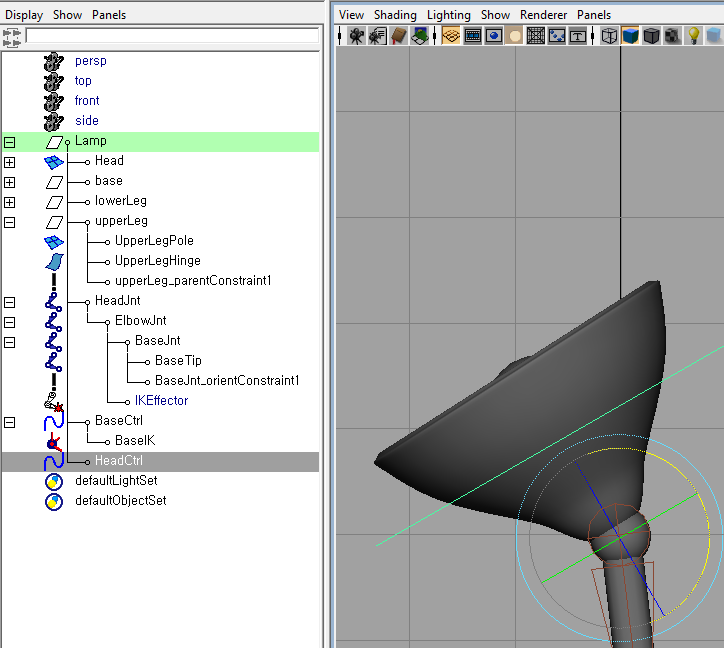 Display Show Panels
View Shading Lighting Show Renderer Panels
persp
top
front
side
Lamp
Head
base
lowerLeg
upperLeg
UpperLegPole
UpperLegHinge
upperLeg_parentConstraint1
HeadJnt
ElbowJnt
BaseJnt
BaseTip
BaseJnt_orientConstraint1
IKEffector
BaseCtrl
BaseIK
HeadCtrl
defaultLightSet
defaultObjectSet